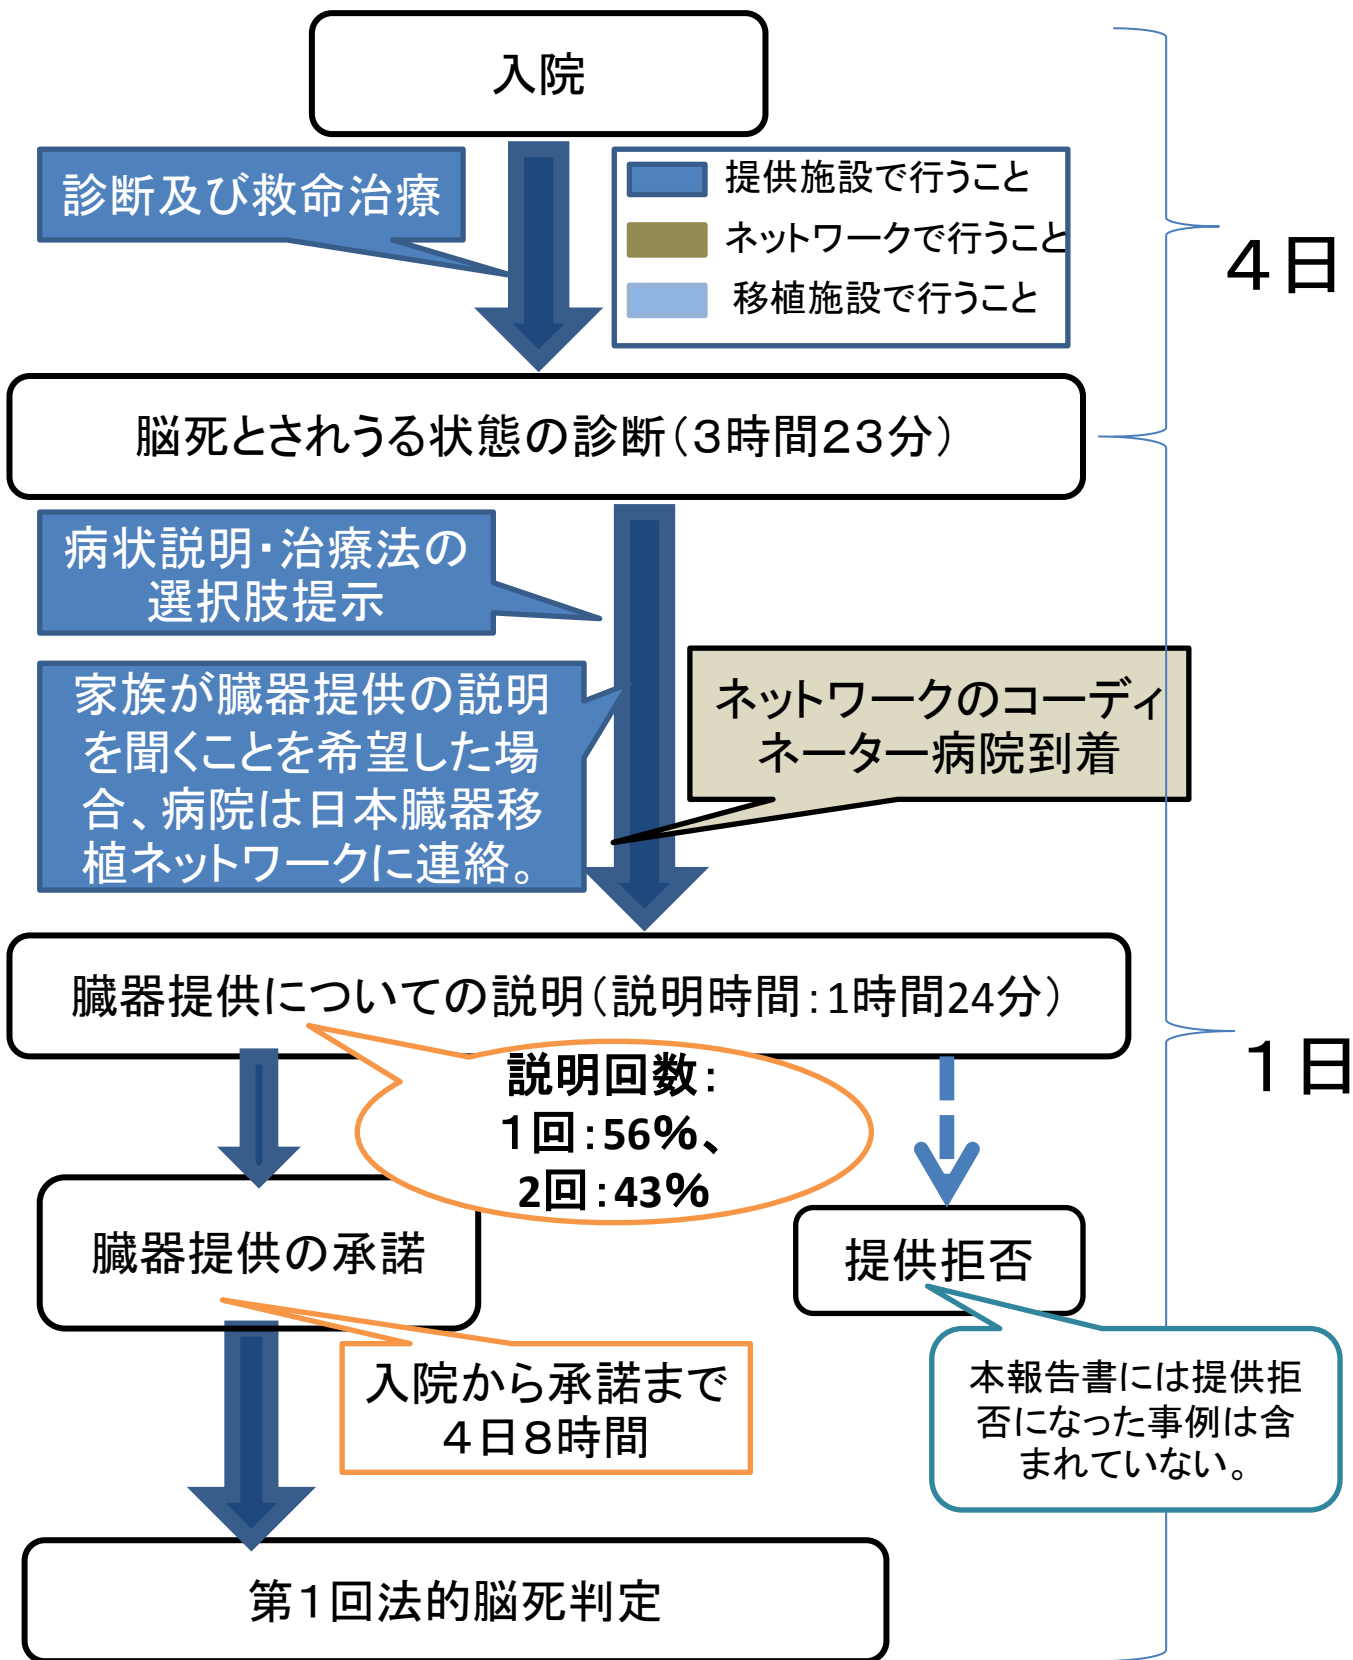 入院
診断及び救命治療
提供施設で行うこと
ネットワークで行うこと
移植施設で行うこと
４日
脳死とされうる状態の診断（３時間２３分）
病状説明・治療法の
選択肢提示
家族が臓器提供の説明
を聞くことを希望した場
合、病院は日本臓器移
植ネットワークに連絡。
ネットワークのコーディ
ネーター病院到着
臓器提供についての説明（説明時間：1時間24分）
説明回数：
１回：56％、
2回：43％
１日
臓器提供の承諾
提供拒否
入院から承諾まで
４日８時間
本報告書には提供拒
否になった事例は含
まれていない。
第１回法的脳死判定